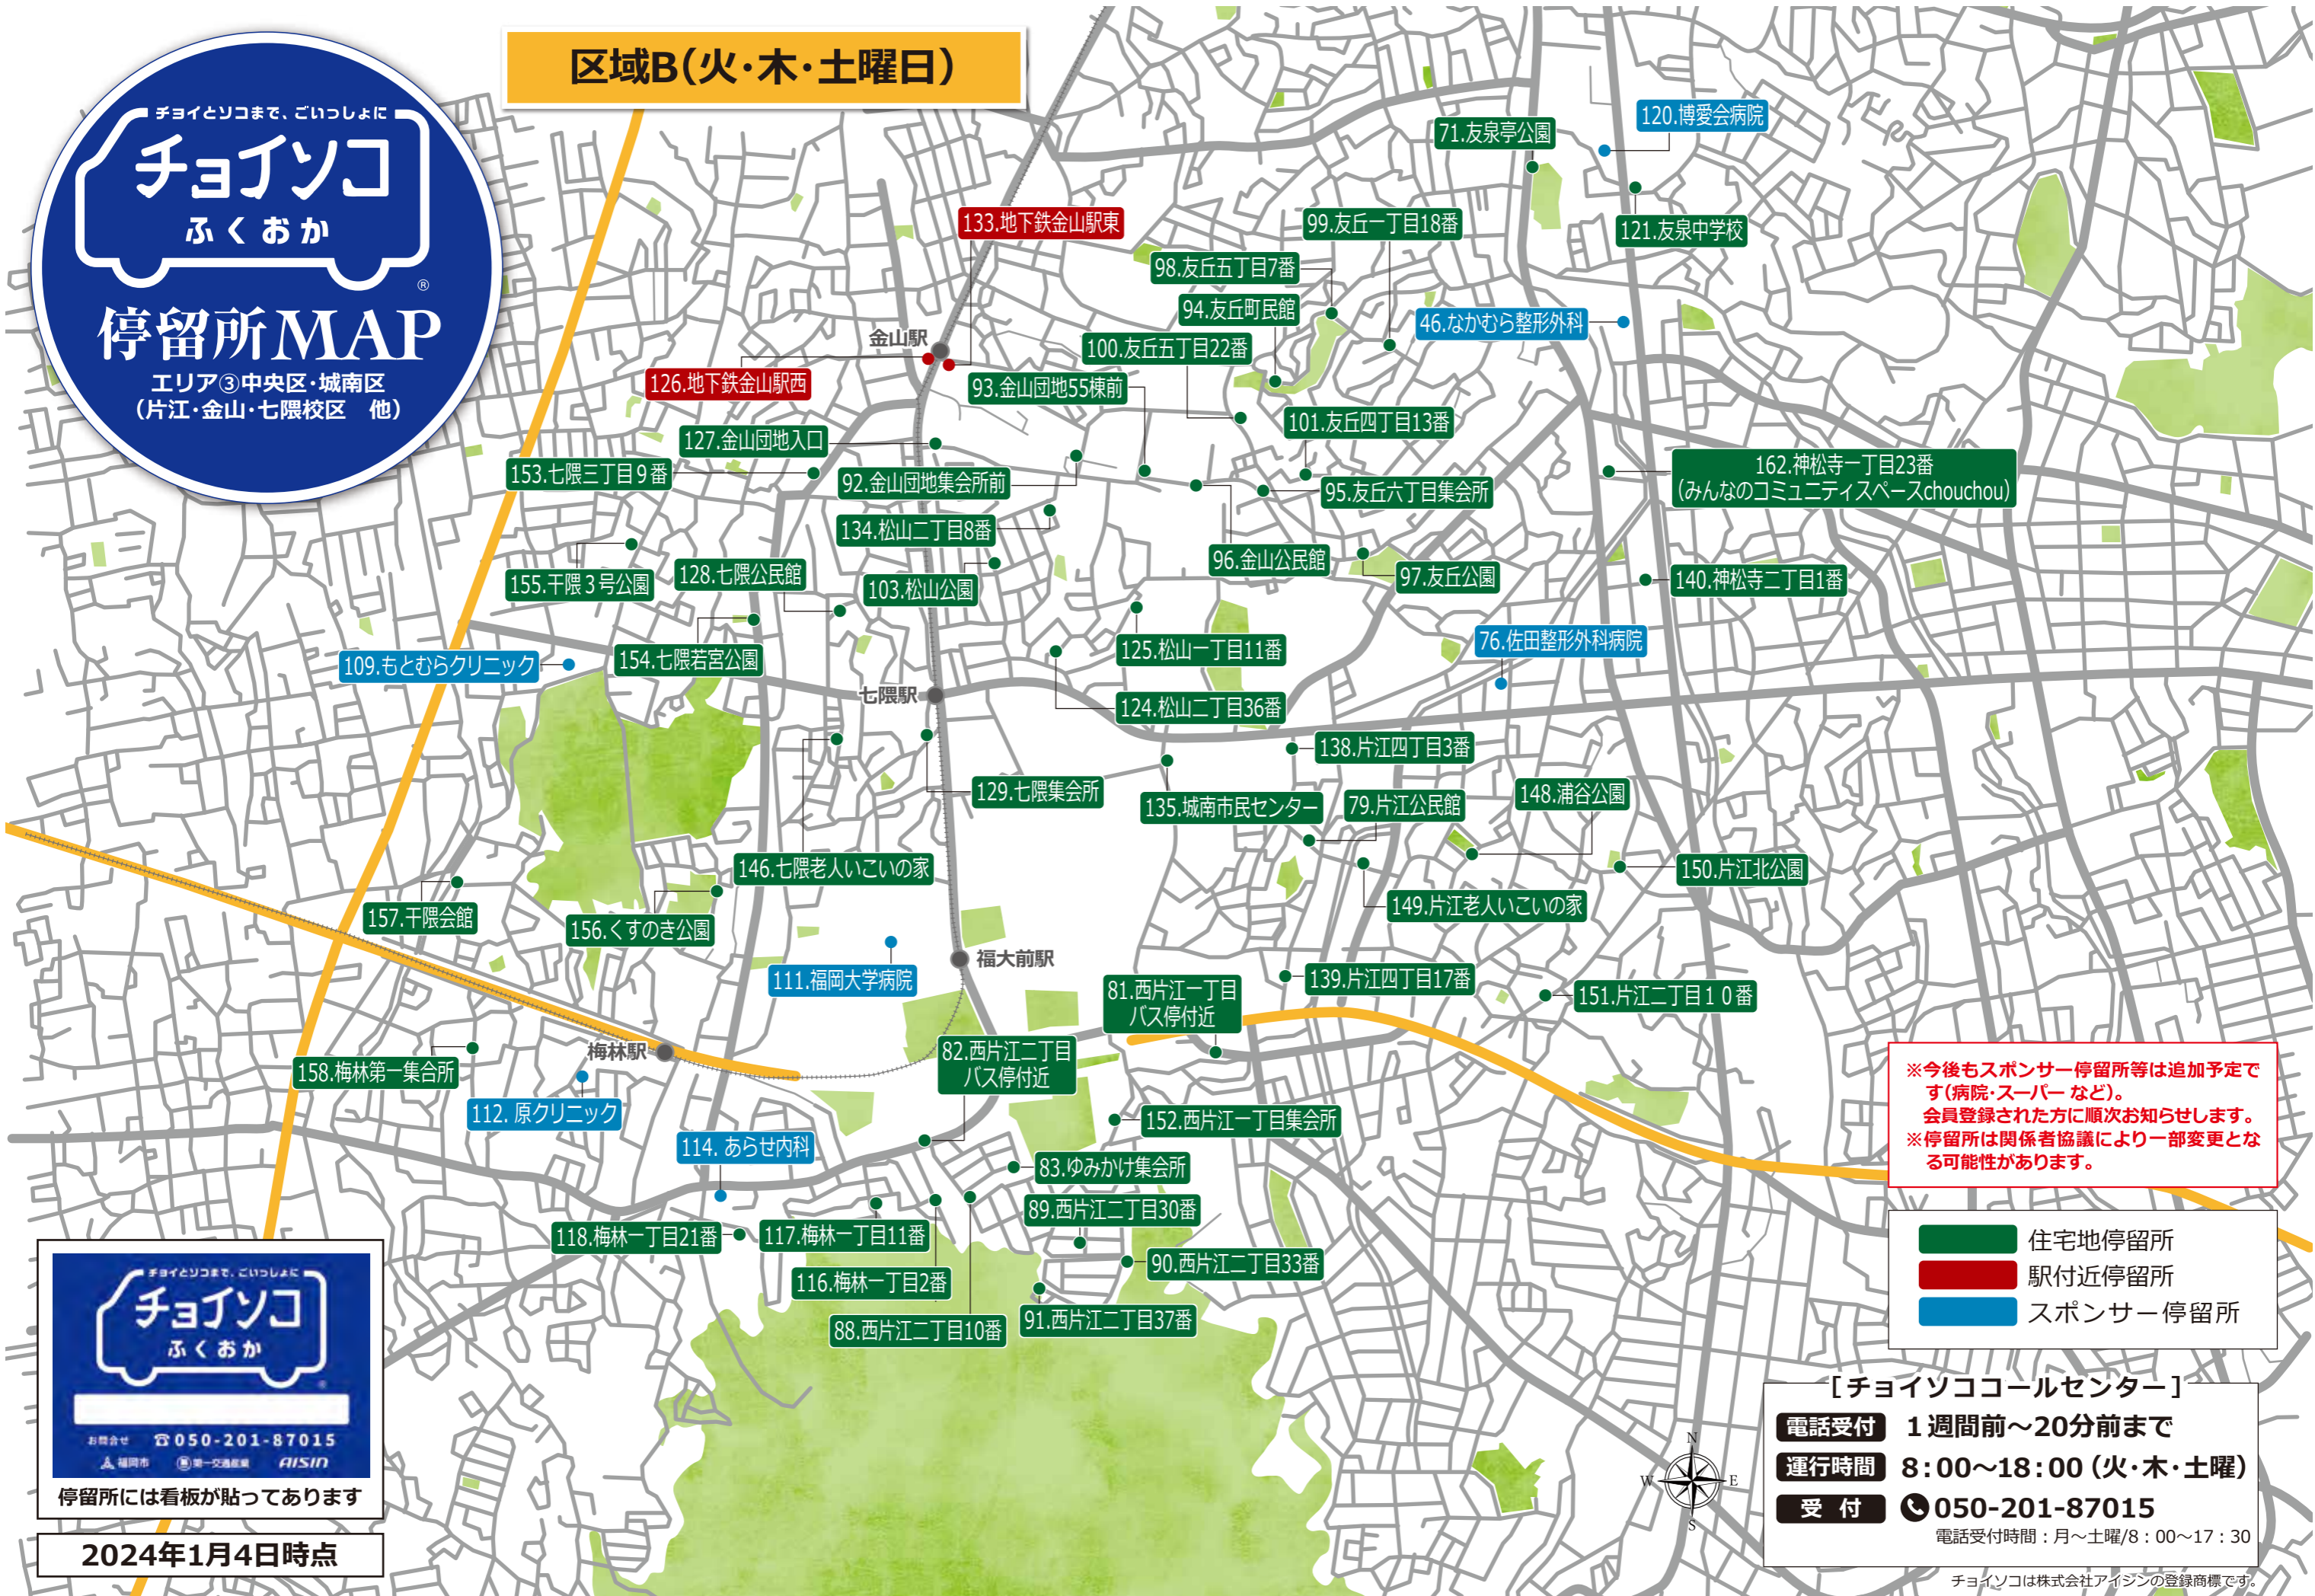 区域B(火・木・土曜日)
チョイとソコまで、ごいっしょに
チョイソコ
ふくおか
®
停留所MAP
エリア③中央区・城南区
(片江・金山・七隈校区　他)
120.博愛会病院
71.友泉亭公園
121.友泉中学校
133.地下鉄金山駅東
99.友丘一丁目18番
98.友丘五丁目7番
94.友丘町民館
46.なかむら整形外科
金山駅
100.友丘五丁目22番
126.地下鉄金山駅西
93.金山団地55棟前
101.友丘四丁目13番
127.金山団地入口
153.七隈三丁目9番
92.金山団地集会所前
95.友丘六丁目集会所
162.神松寺一丁目23番
(みんなのコミュニティスペースchouchou)
134.松山二丁目8番
96.金山公民館
155.干隈3号公園
128.七隈公民館
103.松山公園
97.友丘公園
140.神松寺二丁目1番
109.もとむらクリニック
154.七隈若宮公園
125.松山一丁目11番
76.佐田整形外科病院
七隈駅
124.松山二丁目36番
138.片江四丁目3番
129.七隈集会所
135.城南市民センター
79.片江公民館
148.浦谷公園
146.七隈老人いこいの家
150.片江北公園
157.干隈会館
156.くすのき公園
149.片江老人いこいの家
111.福岡大学病院
福大前駅
139.片江四丁目17番
81.西片江一丁目
バス停付近
151.片江二丁目10番
梅林駅
158.梅林第一集合所
82.西片江二丁目
バス停付近
112. 原クリニック
114. あらせ内科
152.西片江一丁目集会所
83.ゆみかけ集会所
89.西片江二丁目30番
118.梅林一丁目21番
117.梅林一丁目11番
90.西片江二丁目33番
116.梅林一丁目2番
88.西片江二丁目10番
91.西片江二丁目37番
※今後もスポンサー停留所等は追加予定で
す(病院・スーパー など)。
会員登録された方に順次お知らせします。
※停留所は関係者協議により一部変更とな
る可能性があります。
住宅地停留所
駅付近停留所
スポンサー停留所
チョイとソコまで、ごいっしょに
チョイソコ
ふくおか
®
お問合せ ☎050-201-87015
福岡市 第一交通産業 AISIN
停留所には看板が貼ってあります
2024年1月4日時点
N
W E
S
[チョイソココールセンター]
電話受付 1週間前〜20分前まで
運行時間 8:00〜18:00(火・木・土曜)
受 付 050-201-87015
電話受付時間:月〜土曜/8:00〜17:30
チョイソコは株式会社アイシンの登録商標です。